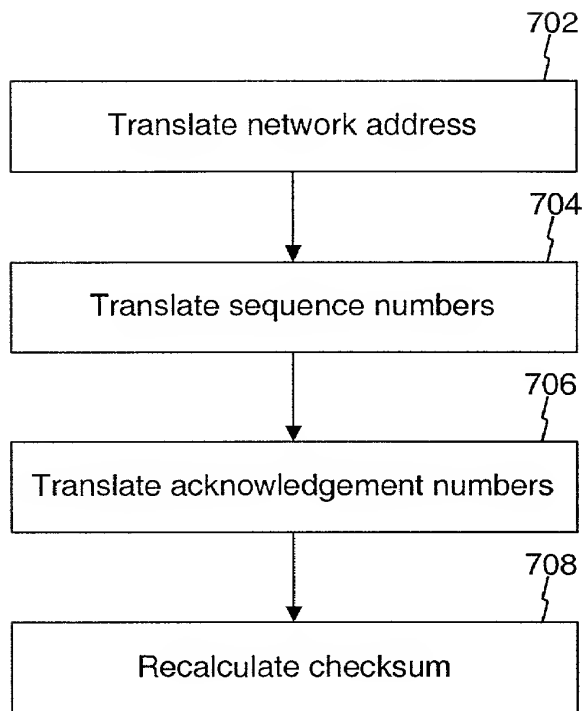 702
Translate network address
704
Translate sequence numbers
706
Translate acknowledgement numbers
708
Recalculate checksum